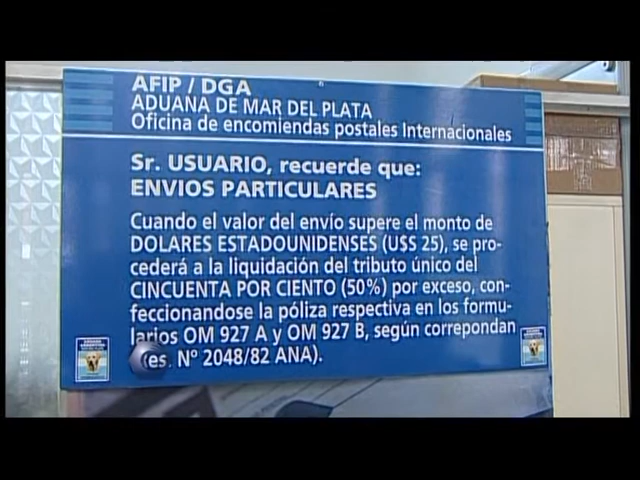 AFIP / DGA
ADUANA DE MAR DEL PLATA
Oficina de encomiendas postales Internacionales
Sr. USUARIO, recuerde que:
ENVIOS PARTICULARES
Cuando el valor del envío supere el monto de
DOLARES ESTADOUNIDENSES (U$S 25), se pro-
cederá a la liquidación del tributo único del
CINCUENTA POR CIENTO (50%) por exceso, con-
feccionandose la póliza respectiva en los formu-
larios OM 927 A y OM 927 B, según correpondan
(es. Nº 2048/82 ANA).